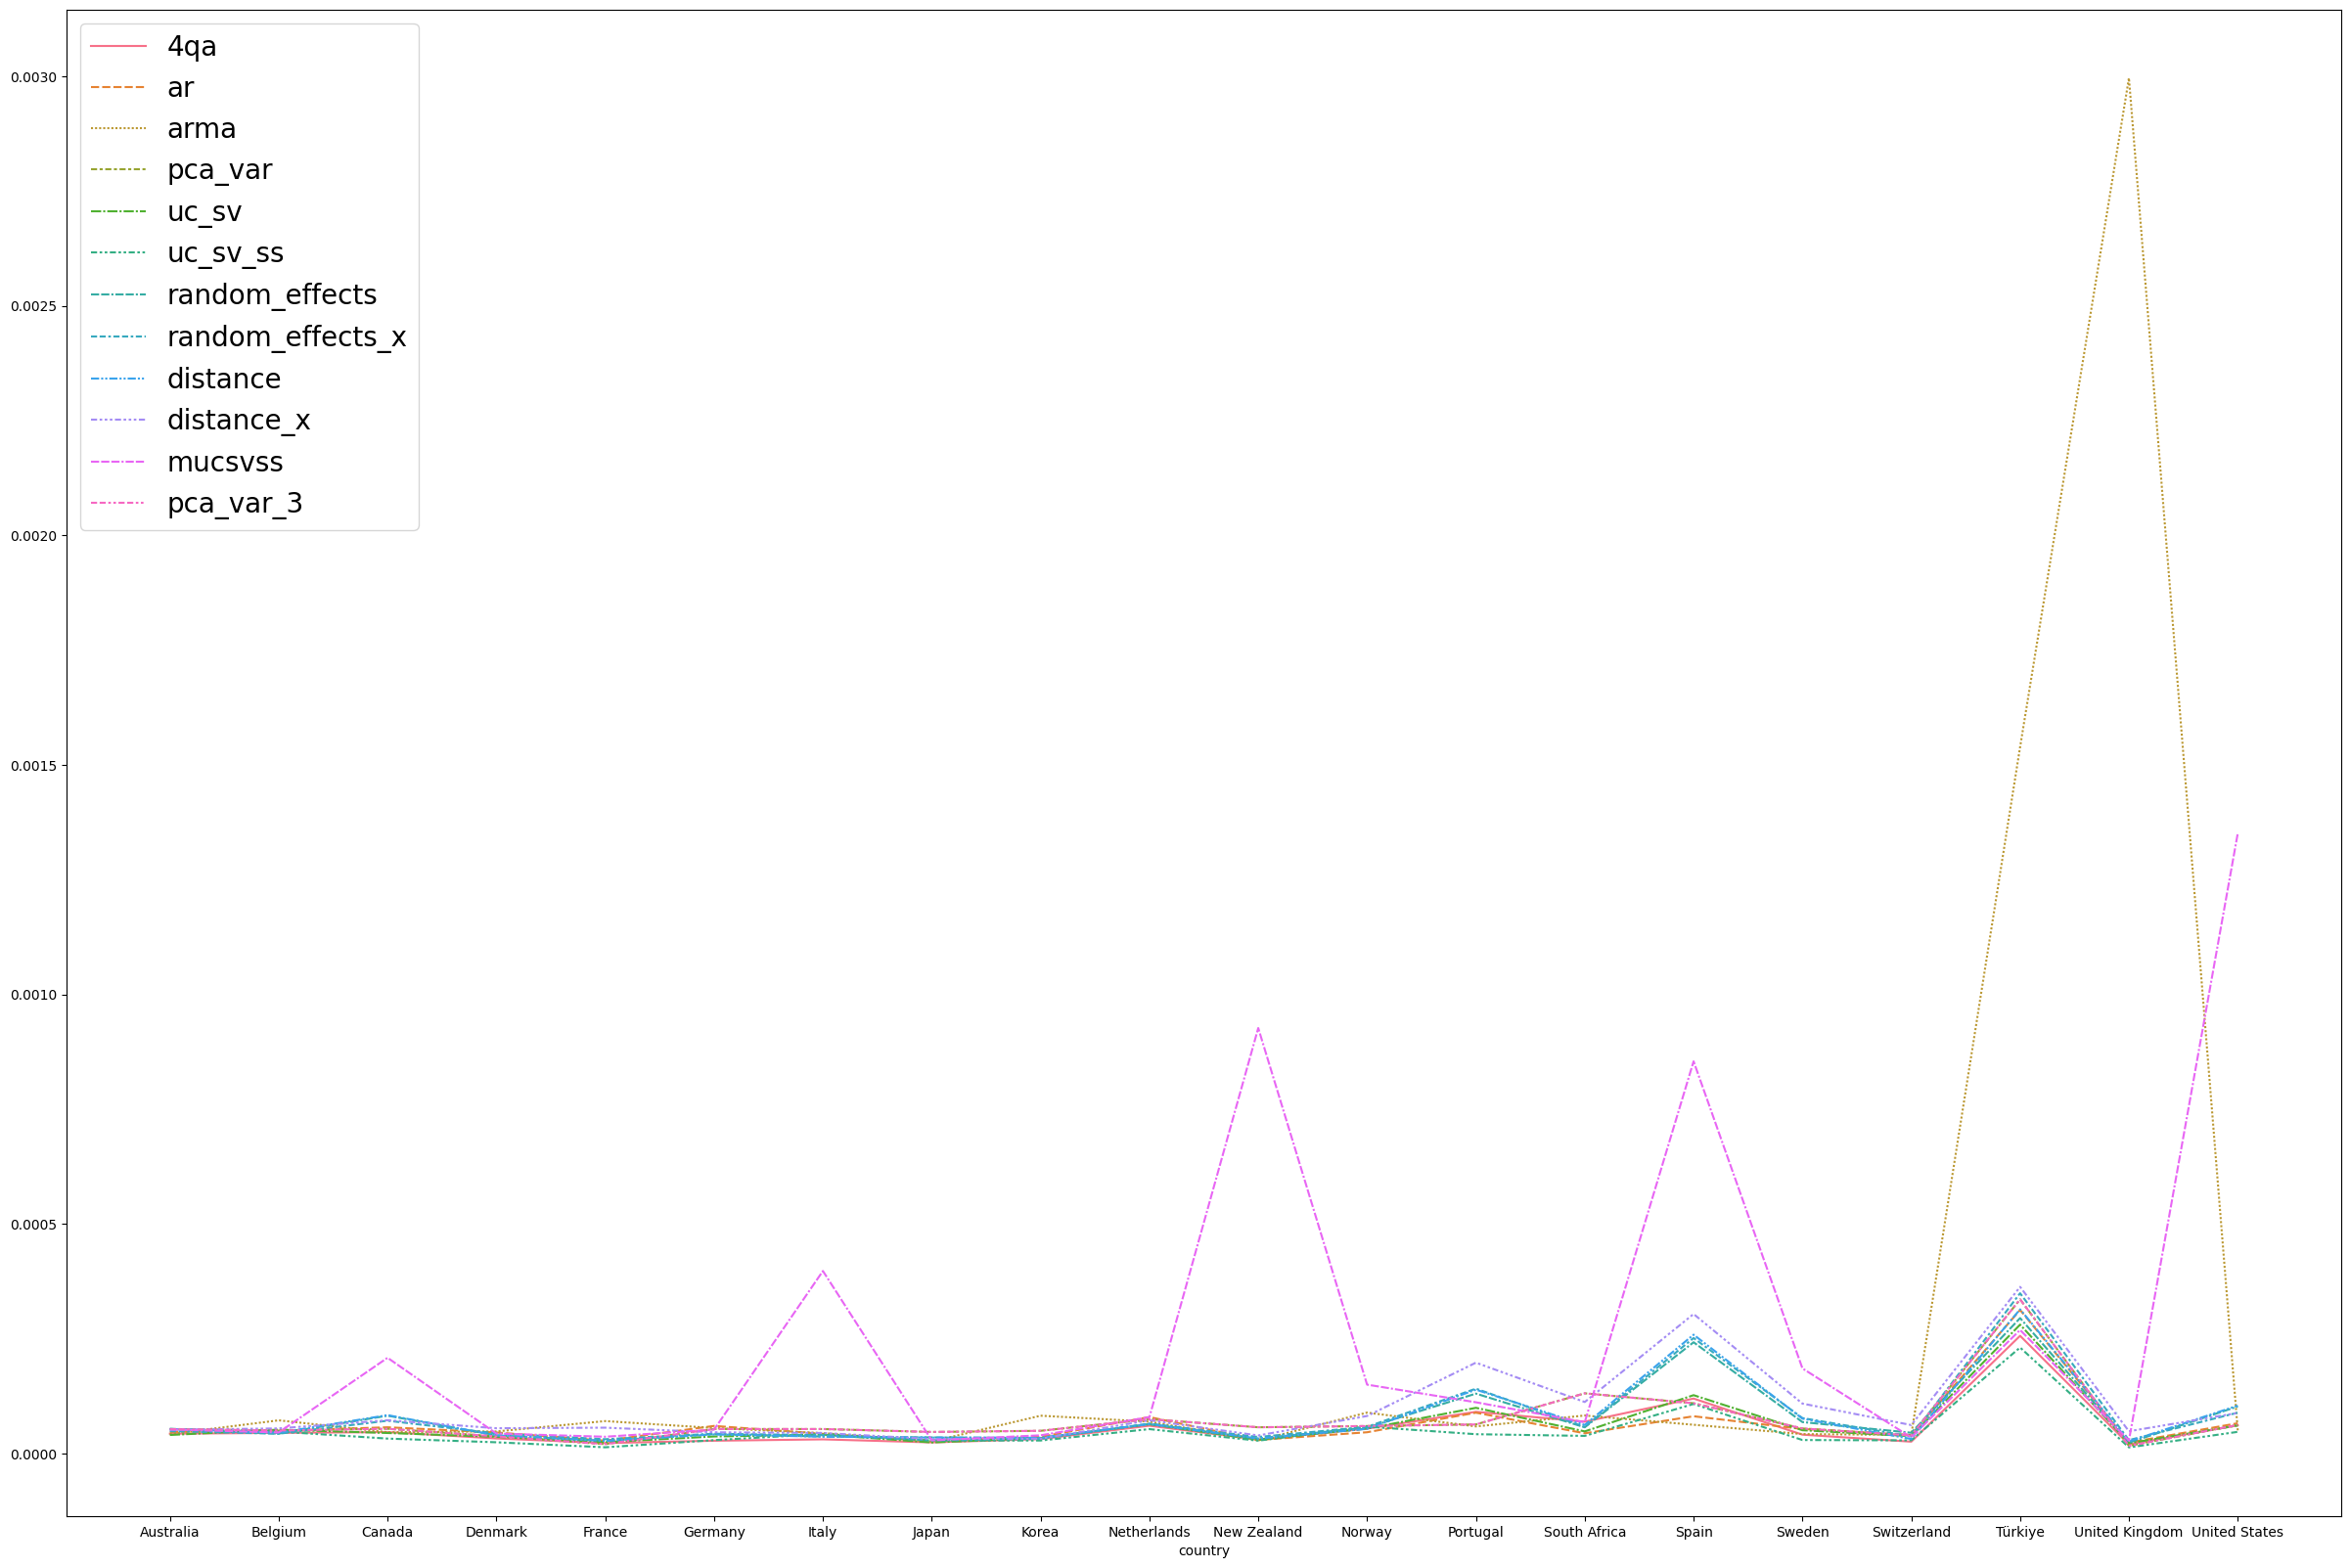 4qa
ar
arma
pca_var
uc_sv
uc_sv_ss
random_effects
random_effects_x
distance
distance_x
mucsvss
pca_var_3
0.0030
0.0025
0.0020
0.0015
0.0010
0.0005
0.0000
Australia Belgium Canada Denmark France Germany Italy Japan Korea Netherlands New Zealand Norway Portugal South Africa Spain Sweden Switzerland Türkiye United Kingdom United States
country